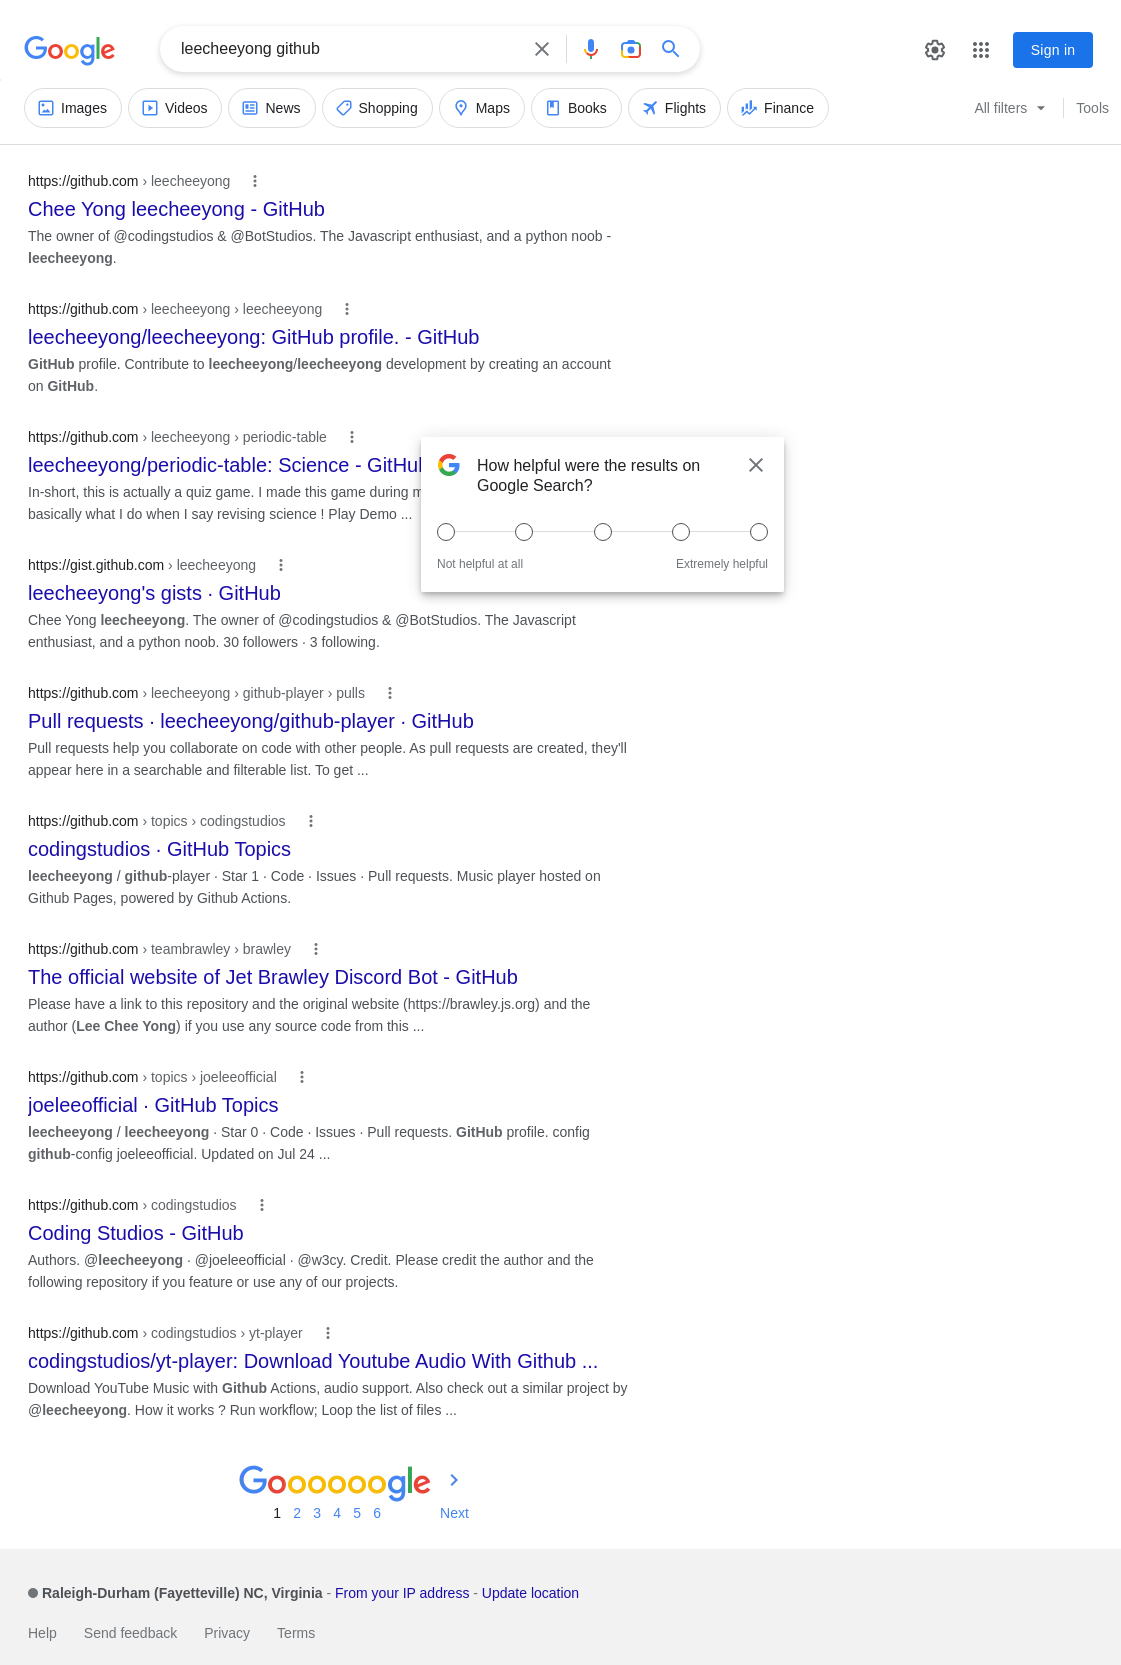 Google
leecheeyong github
Sign in
Images Videos News Shopping Maps Books Flights Finance All filters Tools
https://github.com › leecheeyong
Chee Yong leecheeyong - GitHub
The owner of @codingstudios & @BotStudios. The Javascript enthusiast, and a python noob -
leecheeyong.
https://github.com › leecheeyong › leecheeyong
leecheeyong/leecheeyong: GitHub profile. - GitHub
GitHub profile. Contribute to leecheeyong/leecheeyong development by creating an account
on GitHub.
https://github.com › leecheeyong › periodic-table
leecheeyong/periodic-table: Science - GitHub
In-short, this is actually a quiz game. I made this game during
basically what I do when I say revising science ! Play Demo ...
How helpful were the results on
Google Search?
Not helpful at all Extremely helpful
https://gist.github.com › leecheeyong
leecheeyong's gists · GitHub
Chee Yong leecheeyong. The owner of @codingstudios & @BotStudios. The Javascript
enthusiast, and a python noob. 30 followers · 3 following.
https://github.com › leecheeyong › github-player › pulls
Pull requests · leecheeyong/github-player · GitHub
Pull requests help you collaborate on code with other people. As pull requests are created, they'll
appear here in a searchable and filterable list. To get ...
https://github.com › topics › codingstudios
codingstudios · GitHub Topics
leecheeyong / github-player · Star 1 · Code · Issues · Pull requests. Music player hosted on
Github Pages, powered by Github Actions.
https://github.com › teambrawley › brawley
The official website of Jet Brawley Discord Bot - GitHub
Please have a link to this repository and the original website (https://brawley.js.org) and the
author (Lee Chee Yong) if you use any source code from this ...
https://github.com › topics › joeleeofficial
joeleeofficial · GitHub Topics
leecheeyong / leecheeyong · Star 0 · Code · Issues · Pull requests. GitHub profile. config
github-config joeleeofficial. Updated on Jul 24 ...
https://github.com › codingstudios
Coding Studios - GitHub
Authors. @leecheeyong · @joeleeofficial · @w3cy. Credit. Please credit the author and the
following repository if you feature or use any of our projects.
https://github.com › codingstudios › yt-player
codingstudios/yt-player: Download Youtube Audio With Github ...
Download YouTube Music with Github Actions, audio support. Also check out a similar project by
@leecheeyong. How it works ? Run workflow; Loop the list of files ...
Goooooogle
1 2 3 4 5 6 Next
Raleigh-Durham (Fayetteville) NC, Virginia - From your IP address - Update location
Help Send feedback Privacy Terms